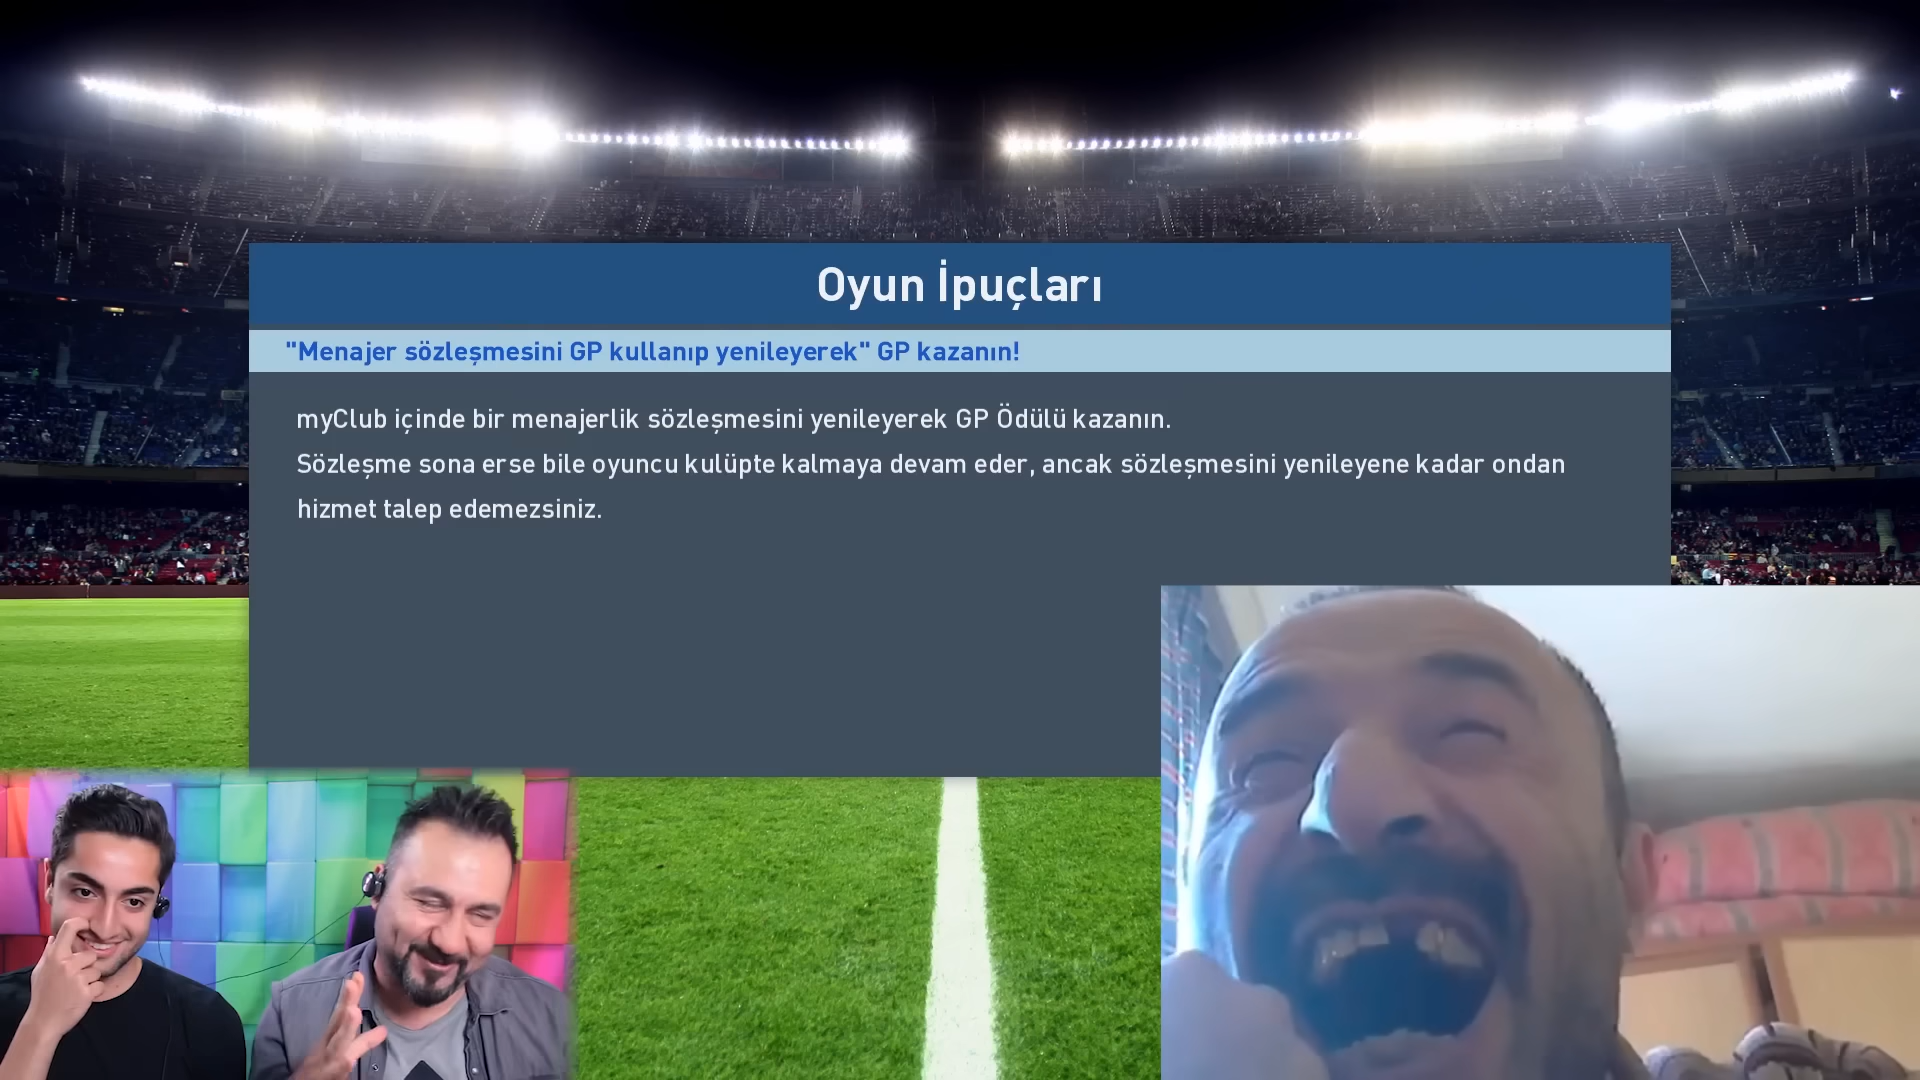 Oyun İpuçları
"Menajer sözleşmesini GP kullanıp yenileyerek" GP kazanın!
myClub içinde bir menajerlik sözleşmesini yenileyerek GP Ödülü kazanın.
Sözleşme sona erse bile oyuncu kulüpte kalmaya devam eder, ancak sözleşmesini yenileyene kadar ondan
hizmet talep edemezsiniz.